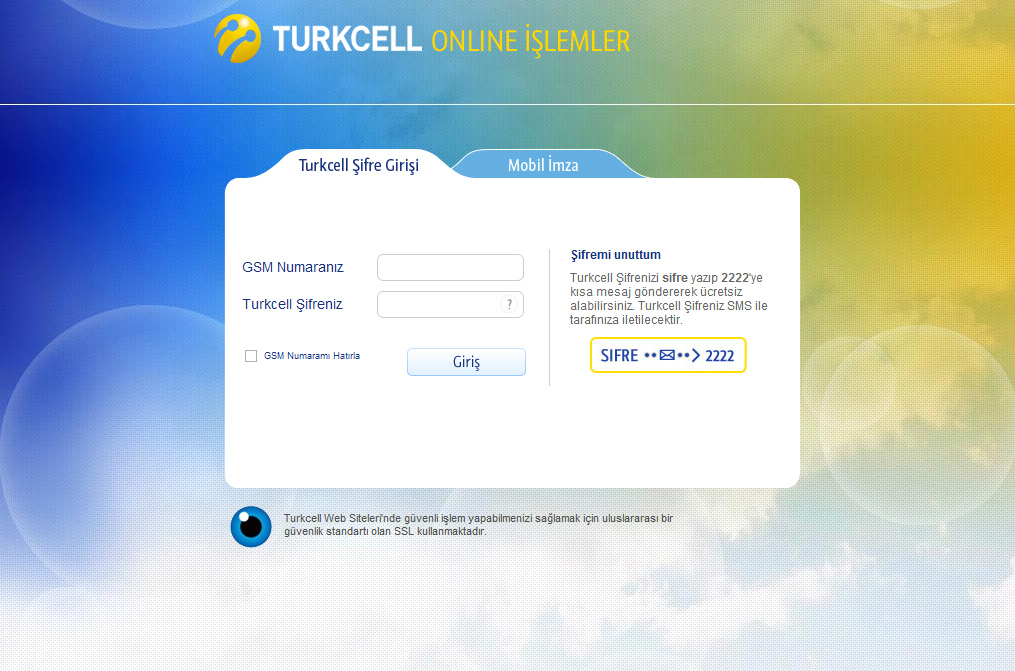 TURKCELL ONLINE İŞLEMLER
Turkcell Şifre Girişi
Mobil İmza
GSM Numaranız
Turkcell Şifreniz
?
GSM Numaramı Hatırla
Giriş
Şifremi unuttum
Turkcell Şifrenizi sifre yazıp 2222'ye
kısa mesaj göndererek ücretsiz
alabilirsiniz. Turkcell Şifreniz SMS ile
tarafınıza iletilecektir.
SIFRE 2222
Turkcell Web Siteleri'nde güvenli işlem yapabilmenizi sağlamak için uluslararası bir
güvenlik standartı olan SSL kullanmaktadır.